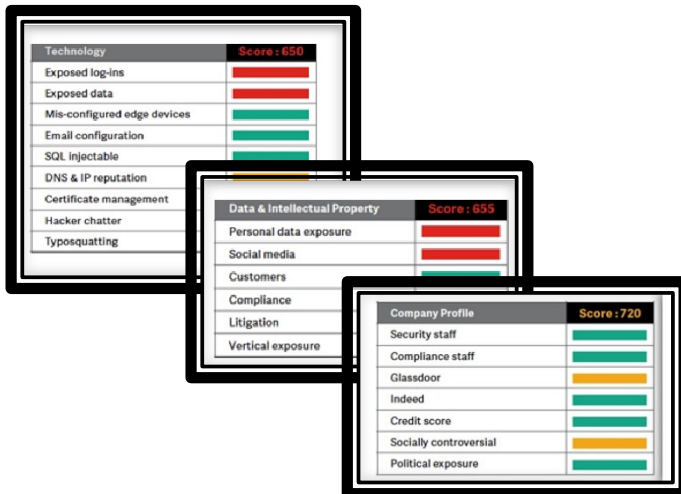 Technology Score : 650
Exposed log-ins
Exposed data
Mis-configured edge devices
Email configuration
SQL injectable
DNS & IP reputation
Certificate management
Hacker chatter
Typosquatting
Data & Intellectual Property Score : 655
Personal data exposure
Social media
Customers
Compliance
Litigation
Vertical exposure
Company Profile Score : 720
Security staff
Compliance staff
Glassdoor
Indeed
Credit score
Socially controversial
Political exposure